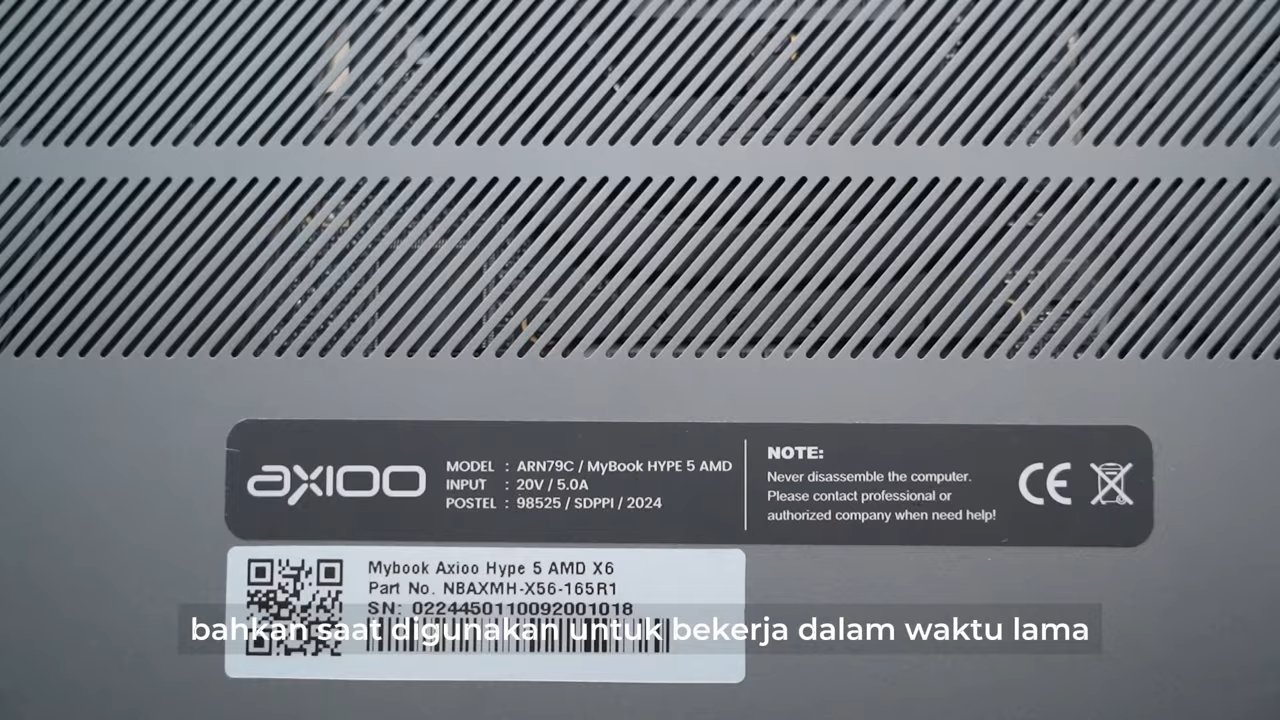 axioo
MODEL : ARN79C / MyBook HYPE 5 AMD
INPUT : 20V / 5.0A
POSTEL : 98525 / SDPPI / 2024
NOTE:
Never disassemble the computer.
Please contact professional or
authorized company when need help!
CE
Mybook Axioo Hype 5 AMD X6
Part No. NBAXMH-X56-165R1
SN: 0224450110092001018
bahkan saat digunakan untuk bekerja dalam waktu lama